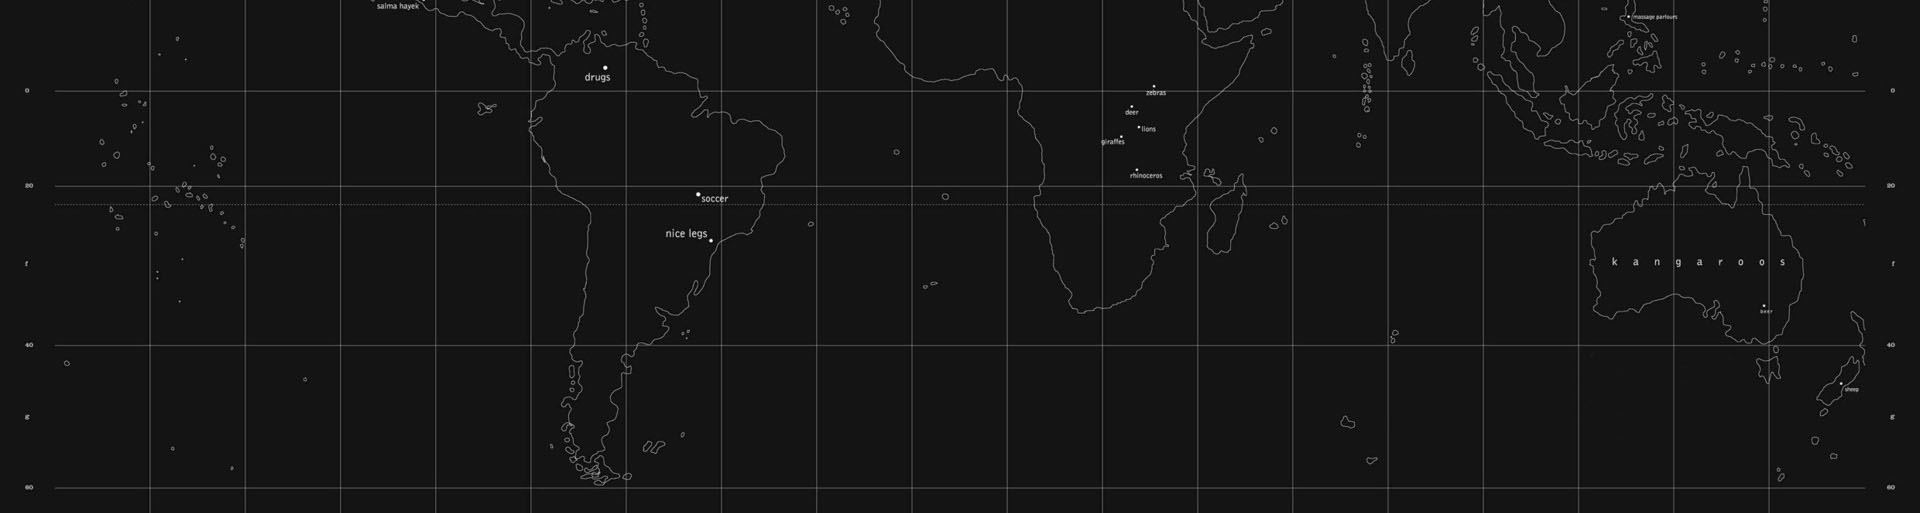 salma hayek
massage parlours
drugs
0
zebras
0
deer
lions
giraffes
rhinoceros
20
20
soccer
nice legs
f
kangaroos
f
beer
40
40
sheep
g
g
60
60